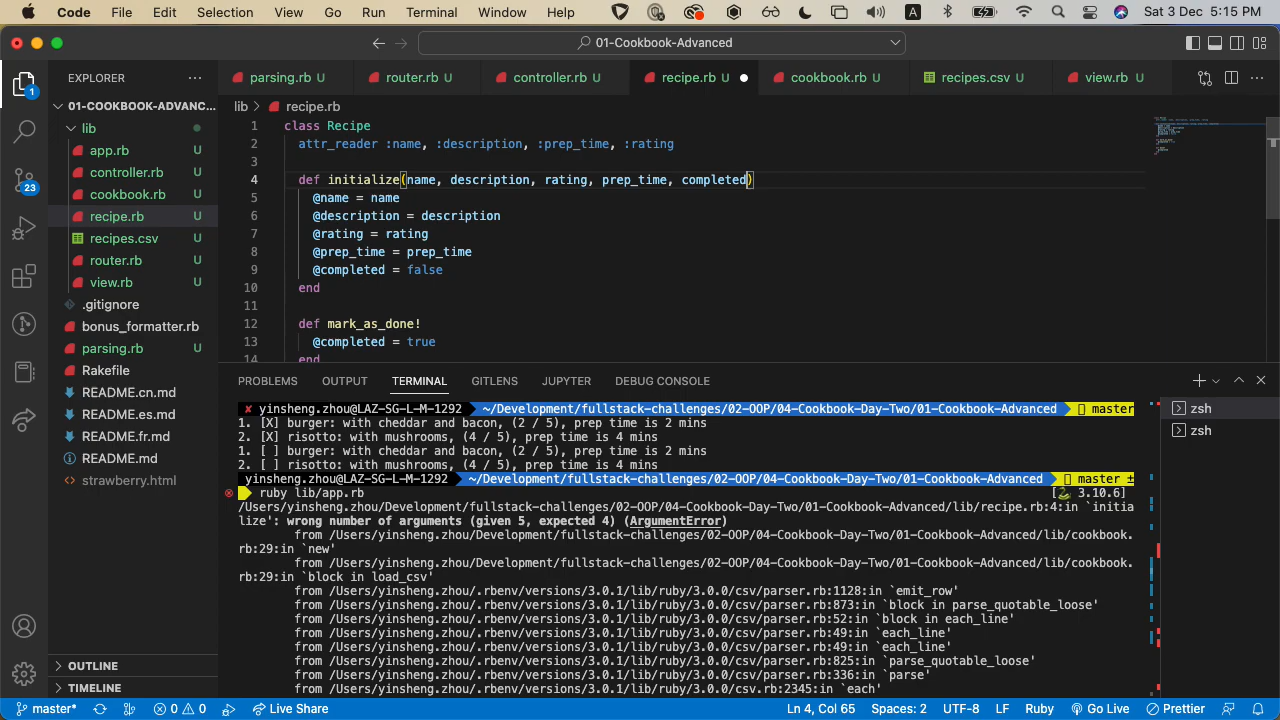 Code File Edit Selection View Go Run Terminal Window Help A Sat 3 Dec 5:15 PM
01-Cookbook-Advanced
EXPLORER
parsing.rb U router.rb U controller.rb U recipe.rb U cookbook.rb U recipes.csv U view.rb U
01-COOKBOOK-ADVANC...
lib
app.rb U
controller.rb U
cookbook.rb U
recipe.rb U
recipes.csv U
router.rb U
view.rb U
.gitignore
bonus_formatter.rb
parsing.rb U
Rakefile
README.cn.md
README.es.md
README.fr.md
README.md
strawberry.html
OUTLINE
TIMELINE
1
23
lib > recipe.rb
1 class Recipe
2 attr_reader :name, :description, :prep_time, :rating
3
4 def initialize(name, description, rating, prep_time, completed)
5 @name = name
6 @description = description
7 @rating = rating
8 @prep_time = prep_time
9 @completed = false
10 end
11
12 def mark_as_done!
13 @completed = true
14 end
PROBLEMS OUTPUT TERMINAL GITLENS JUPYTER DEBUG CONSOLE
zsh
zsh
✘ yinsheng.zhou@LAZ-SG-L-M-1292 ~/Development/fullstack-challenges/02-OOP/04-Cookbook-Day-Two/01-Cookbook-Advanced master
1. [X] burger: with cheddar and bacon, (2 / 5), prep time is 2 mins
2. [X] risotto: with mushrooms, (4 / 5), prep time is 4 mins
1. [ ] burger: with cheddar and bacon, (2 / 5), prep time is 2 mins
2. [ ] risotto: with mushrooms, (4 / 5), prep time is 4 mins
yinsheng.zhou@LAZ-SG-L-M-1292 ~/Development/fullstack-challenges/02-OOP/04-Cookbook-Day-Two/01-Cookbook-Advanced master ±
ruby lib/app.rb [🐍 3.10.6]
/Users/yinsheng.zhou/Development/fullstack-challenges/02-OOP/04-Cookbook-Day-Two/01-Cookbook-Advanced/lib/recipe.rb:4:in `initia
lize': wrong number of arguments (given 5, expected 4) (ArgumentError)
from /Users/yinsheng.zhou/Development/fullstack-challenges/02-OOP/04-Cookbook-Day-Two/01-Cookbook-Advanced/lib/cookbook.
rb:29:in `new'
from /Users/yinsheng.zhou/Development/fullstack-challenges/02-OOP/04-Cookbook-Day-Two/01-Cookbook-Advanced/lib/cookbook.
rb:29:in `block in load_csv'
from /Users/yinsheng.zhou/.rbenv/versions/3.0.1/lib/ruby/3.0.0/csv/parser.rb:1128:in `emit_row'
from /Users/yinsheng.zhou/.rbenv/versions/3.0.1/lib/ruby/3.0.0/csv/parser.rb:873:in `block in parse_quotable_loose'
from /Users/yinsheng.zhou/.rbenv/versions/3.0.1/lib/ruby/3.0.0/csv/parser.rb:52:in `block in each_line'
from /Users/yinsheng.zhou/.rbenv/versions/3.0.1/lib/ruby/3.0.0/csv/parser.rb:49:in `each_line'
from /Users/yinsheng.zhou/.rbenv/versions/3.0.1/lib/ruby/3.0.0/csv/parser.rb:49:in `each_line'
from /Users/yinsheng.zhou/.rbenv/versions/3.0.1/lib/ruby/3.0.0/csv/parser.rb:825:in `parse_quotable_loose'
from /Users/yinsheng.zhou/.rbenv/versions/3.0.1/lib/ruby/3.0.0/csv/parser.rb:336:in `parse'
from /Users/yinsheng.zhou/.rbenv/versions/3.0.1/lib/ruby/3.0.0/csv.rb:2345:in `each'
master* 0 0 Live Share Ln 4, Col 65 Spaces: 2 UTF-8 LF Ruby Go Live Prettier